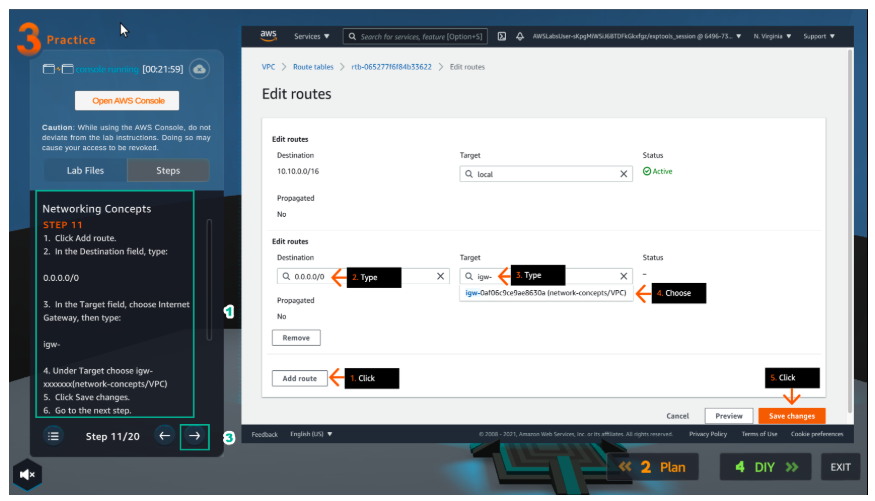 3 Practice
console running [00:21:59]
Open AWS Console
Caution: While using the AWS Console, do not
deviate from the lab instructions. Doing so may
cause your access to be revoked.
Lab Files
Steps
Networking Concepts
STEP 11
1. Click Add route.
2. In the Destination field, type:
0.0.0.0/0
3. In the Target field, choose Internet
Gateway, then type:
igw-
4. Under Target choose igw-
xxxxxxx(network-concepts/VPC)
5. Click Save changes.
6. Go to the next step.
1
Step 11/20
3
aws
Services ▼
Search for services, feature [Option+S]
N. Virginia ▼
Support ▼
VPC > Route tables > rtb-065277f6f84b33622 > Edit routes
Edit routes
Edit routes
Destination
Target
Status
10.10.0.0/16
local
Active
Propagated
No
Edit routes
Destination
Target
Status
0.0.0.0/0
2. Type
igw-
3. Type
–
igw-0af06c9ce9ae8630a (network-concepts/VPC)
4. Choose
Propagated
No
Remove
Add route
1. Click
5. Click
Cancel
Preview
Save changes
Feedback
English (US) ▼
© 2008 - 2021, Amazon Web Services, Inc. or its affiliates. All rights reserved.
Privacy Policy
Terms of Use
Cookie preferences
2 Plan
4 DIY
EXIT